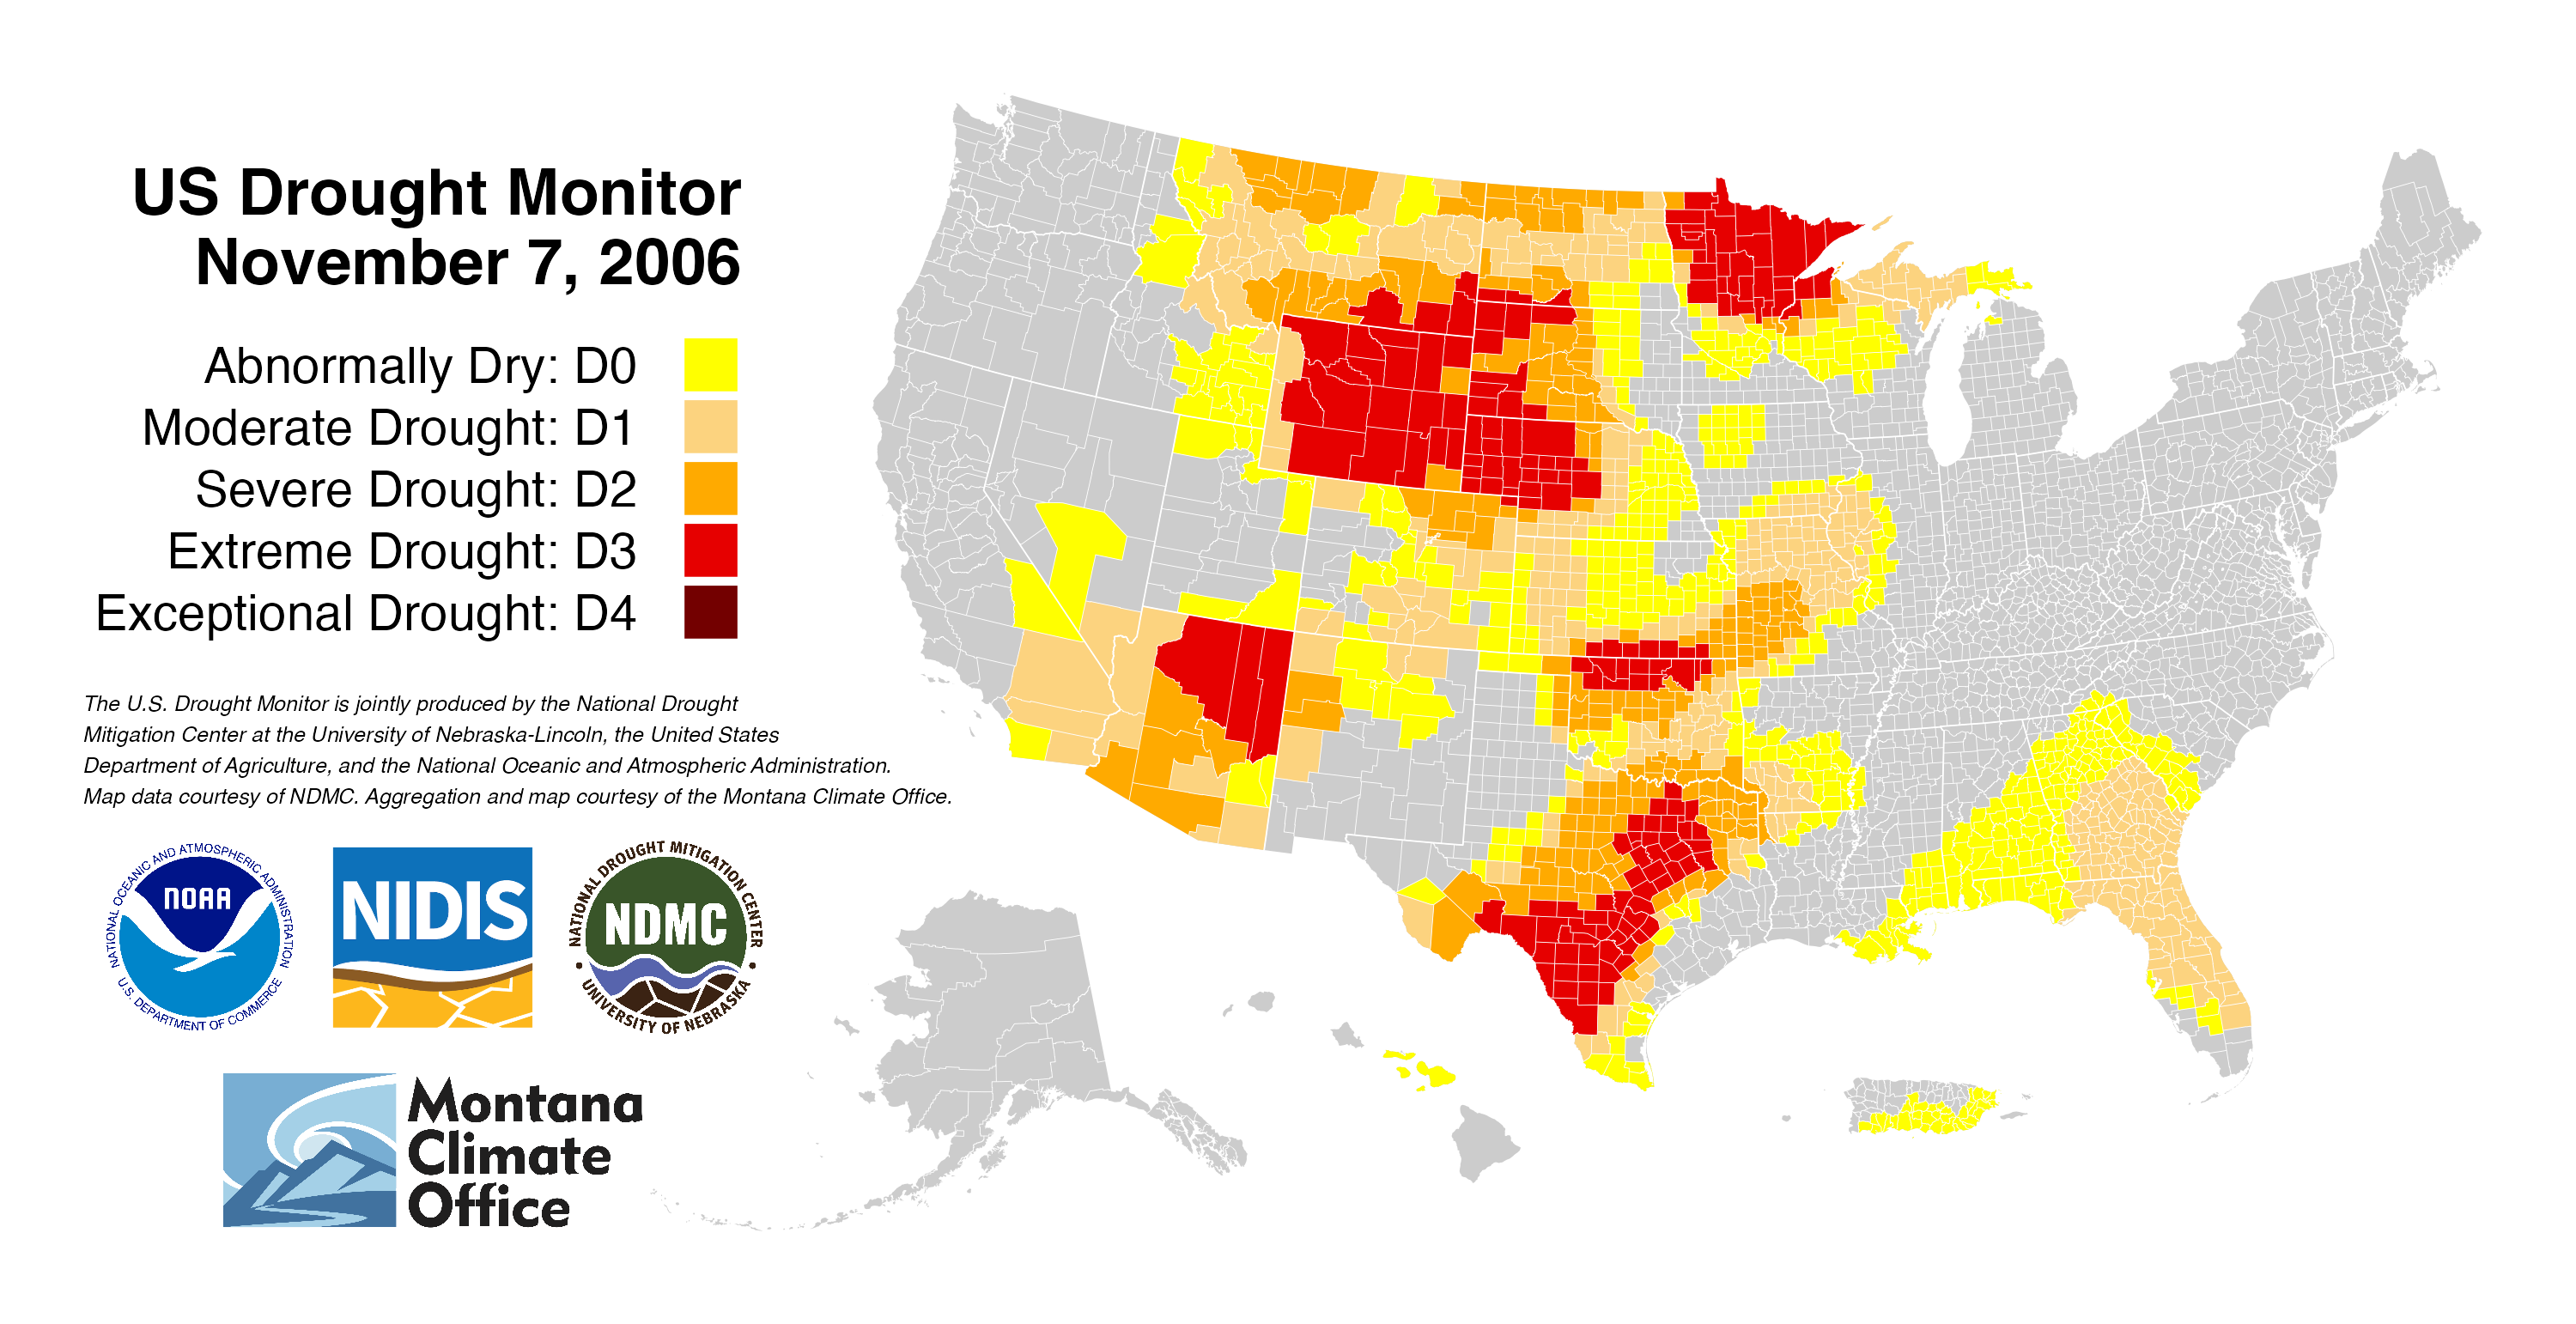 US Drought Monitor
November 7, 2006
Abnormally Dry: D0
Moderate Drought: D1
Severe Drought: D2
Extreme Drought: D3
Exceptional Drought: D4
The U.S. Drought Monitor is jointly produced by the National Drought
Mitigation Center at the University of Nebraska-Lincoln, the United States
Department of Agriculture, and the National Oceanic and Atmospheric Administration.
Map data courtesy of NDMC. Aggregation and map courtesy of the Montana Climate Office.
NATIONAL OCEANIC AND ATMOSPHERIC ADMINISTRATION
NOAA
U.S. DEPARTMENT OF COMMERCE
NIDIS
NATIONAL DROUGHT MITIGATION CENTER
NDMC
UNIVERSITY OF NEBRASKA
Montana
Climate
Office